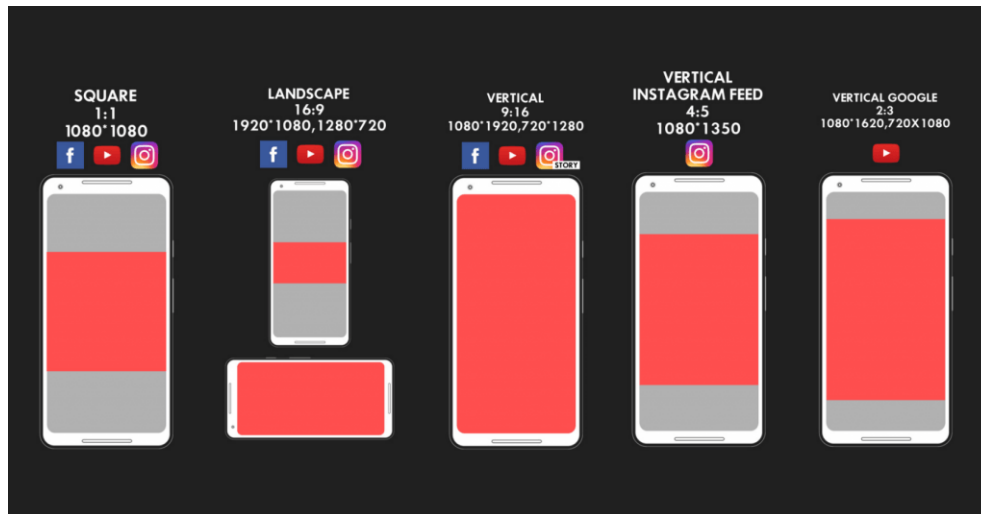 SQUARE
1:1
1080*1080
LANDSCAPE
16:9
1920*1080,1280*720
VERTICAL
9:16
1080*1920,720*1280
STORY
VERTICAL
INSTAGRAM FEED
4:5
1080*1350
VERTICAL GOOGLE
2:3
1080*1620,720X1080